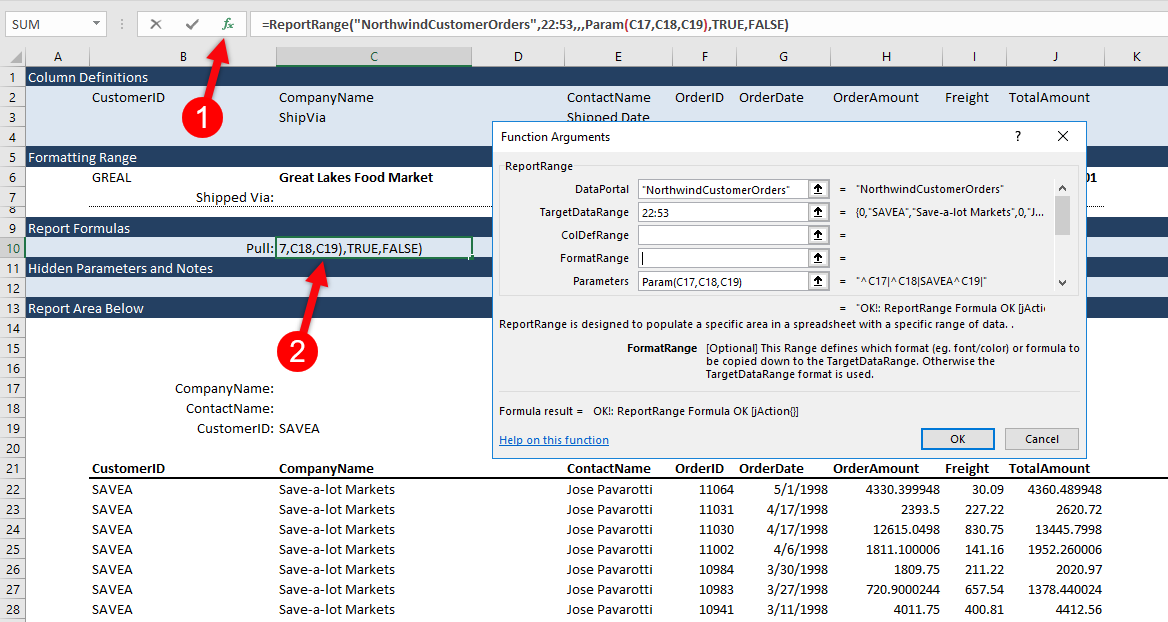 SUM fx =ReportRange("NorthwindCustomerOrders",22:53,,,Param(C17,C18,C19),TRUE,FALSE)
A B C D E F G H I J K
1 Column Definitions
2 CustomerID CompanyName ContactName OrderID OrderDate OrderAmount Freight TotalAmount
3 ShipVia Shipped Date
4
5 Formatting Range
6 GREAL Great Lakes Food Market 01
7 Shipped Via:
8
9 Report Formulas
10 Pull: 7,C18,C19),TRUE,FALSE)
11 Hidden Parameters and Notes
12
13 Report Area Below
14
15
16
17 CompanyName:
18 ContactName:
19 CustomerID: SAVEA
20
1
2
Function Arguments ?
ReportRange
DataPortal "NorthwindCustomerOrders" = "NorthwindCustomerOrders"
TargetDataRange 22:53 = {0,"SAVEA","Save-a-lot Markets",0,"J...
ColDefRange =
FormatRange =
Parameters Param(C17,C18,C19) = "^C17|^C18|SAVEA^C19|"
= "OK!: ReportRange Formula OK [jActio
ReportRange is designed to populate a specific area in a spreadsheet with a specific range of data. .
FormatRange [Optional] This Range defines which format (eg. font/color) or formula to
be copied down to the TargetDataRange. Otherwise the
TargetDataRange format is used.
Formula result = OK!: ReportRange Formula OK [jAction{}]
Help on this function OK Cancel
21 CustomerID CompanyName ContactName OrderID OrderDate OrderAmount Freight TotalAmount
22 SAVEA Save-a-lot Markets Jose Pavarotti 11064 5/1/1998 4330.399948 30.09 4360.489948
23 SAVEA Save-a-lot Markets Jose Pavarotti 11031 4/17/1998 2393.5 227.22 2620.72
24 SAVEA Save-a-lot Markets Jose Pavarotti 11030 4/17/1998 12615.0498 830.75 13445.7998
25 SAVEA Save-a-lot Markets Jose Pavarotti 11002 4/6/1998 1811.100006 141.16 1952.260006
26 SAVEA Save-a-lot Markets Jose Pavarotti 10984 3/30/1998 1809.75 211.22 2020.97
27 SAVEA Save-a-lot Markets Jose Pavarotti 10983 3/27/1998 720.9000244 657.54 1378.440024
28 SAVEA Save-a-lot Markets Jose Pavarotti 10941 3/11/1998 4011.75 400.81 4412.56